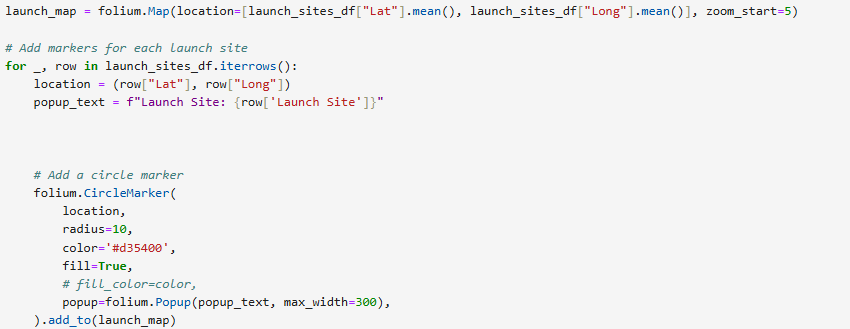 launch_map = folium.Map(location=[launch_sites_df["Lat"].mean(), launch_sites_df["Long"].mean()], zoom_start=5)
# Add markers for each launch site
for _, row in launch_sites_df.iterrows():
    location = (row["Lat"], row["Long"])
    popup_text = f"Launch Site: {row['Launch Site']}"
    # Add a circle marker
    folium.CircleMarker(
        location,
        radius=10,
        color='#d35400',
        fill=True,
        # fill_color=color,
        popup=folium.Popup(popup_text, max_width=300),
    ).add_to(launch_map)